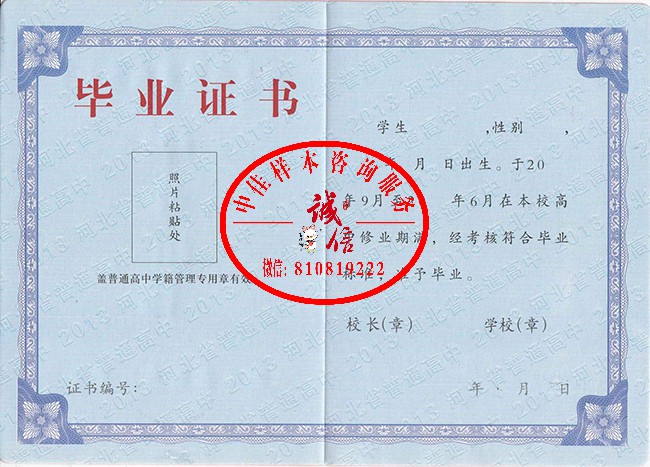 毕业证书
照片粘贴处
盖普通高中学籍管理专用章有效
证书编号:
学生 ,性别 ,
月 日出生。于20
年9月至 年6月在本校高
修业期满,经考核符合毕业
标准,准予毕业。
校长(章) 学校(章)
年 · 月 日
中佳样本咨询服务
诚信
微信: 810819222
河北省普通高中 2013